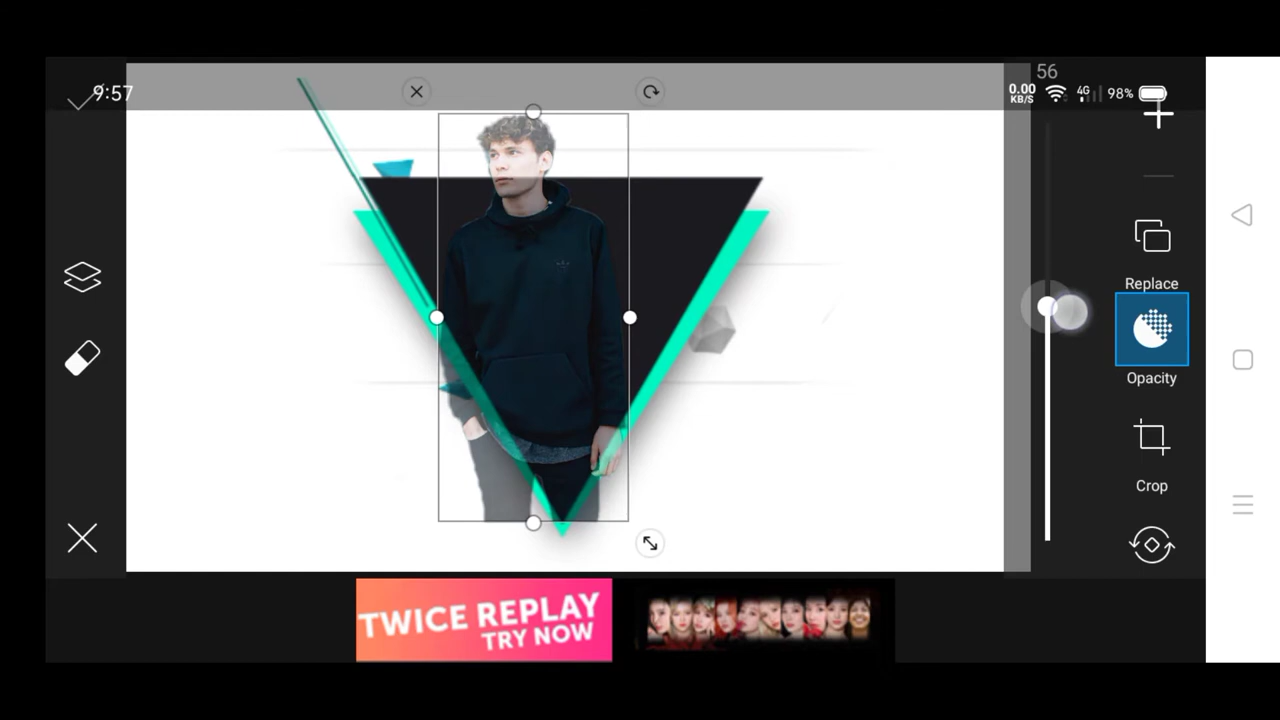 56
9:57
0.00
KB/S
4G
98%
Replace
Opacity
Crop
TWICE REPLAY
TRY NOW